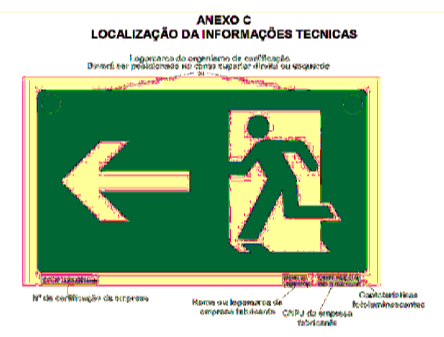 ANEXO C
LOCALIZAÇÃO DA INFORMAÇÕES TECNICAS
Logomarca do organismo de certificação
Deverá ser posicionado no canto superior direito ou esquerdo
Nº de certificação da empresa
Nome ou logomarca da
empresa fabricante
CNPJ da empresa
fabricante
Características
fotoluminescentes